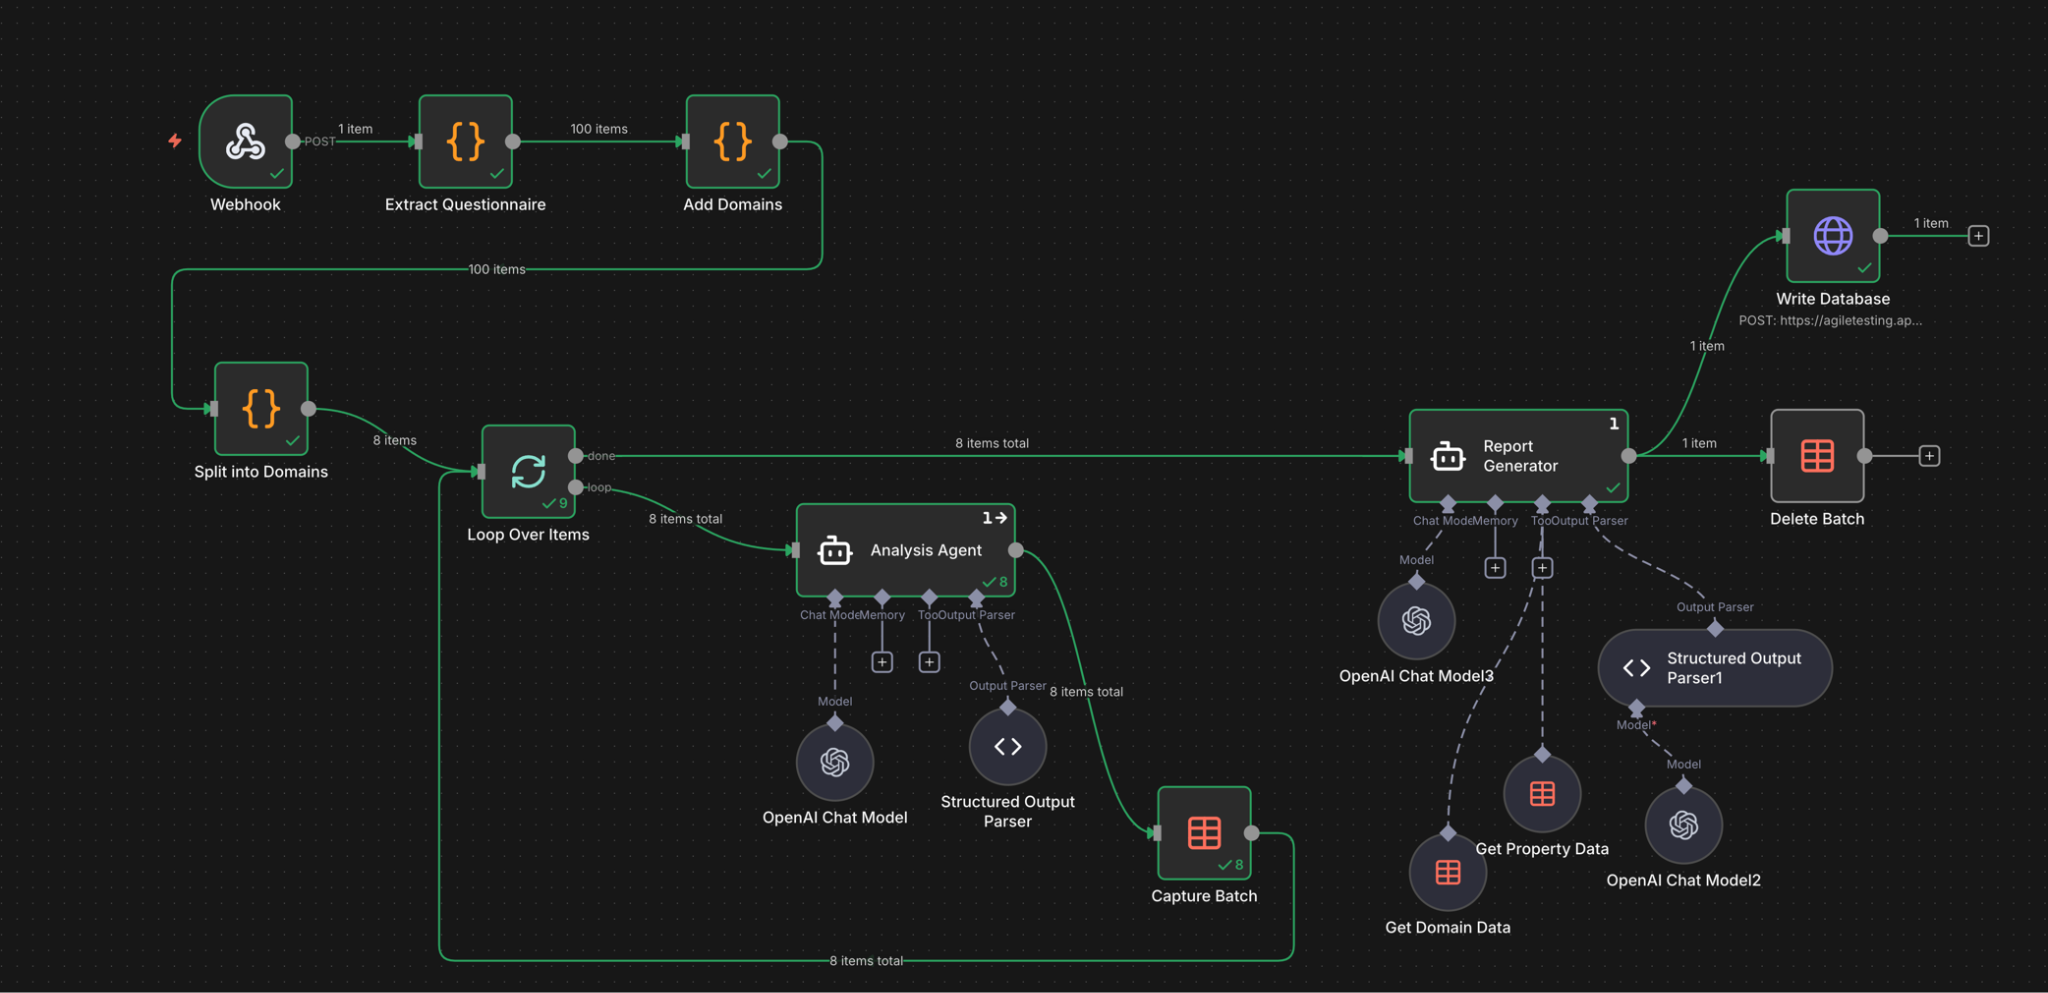 POST
1 item
100 items
Webhook
Extract Questionnaire
Add Domains
100 items
1 item
Write Database
POST: https://agiletesting.ap...
1 item
Split into Domains
8 items
done
loop
9
Loop Over Items
8 items total
8 items total
1
Analysis Agent
8
Chat Mode
Memory
Too
Output Parser
Model
OpenAI Chat Model
Output Parser
Structured Output
Parser
8 items total
8
Capture Batch
8 items total
1
Report
Generator
1 item
Delete Batch
Chat Mode
Memory
Too
Output Parser
Model
OpenAI Chat Model3
Output Parser
Structured Output
Parser1
Model*
Model
OpenAI Chat Model2
Get Property Data
Get Domain Data